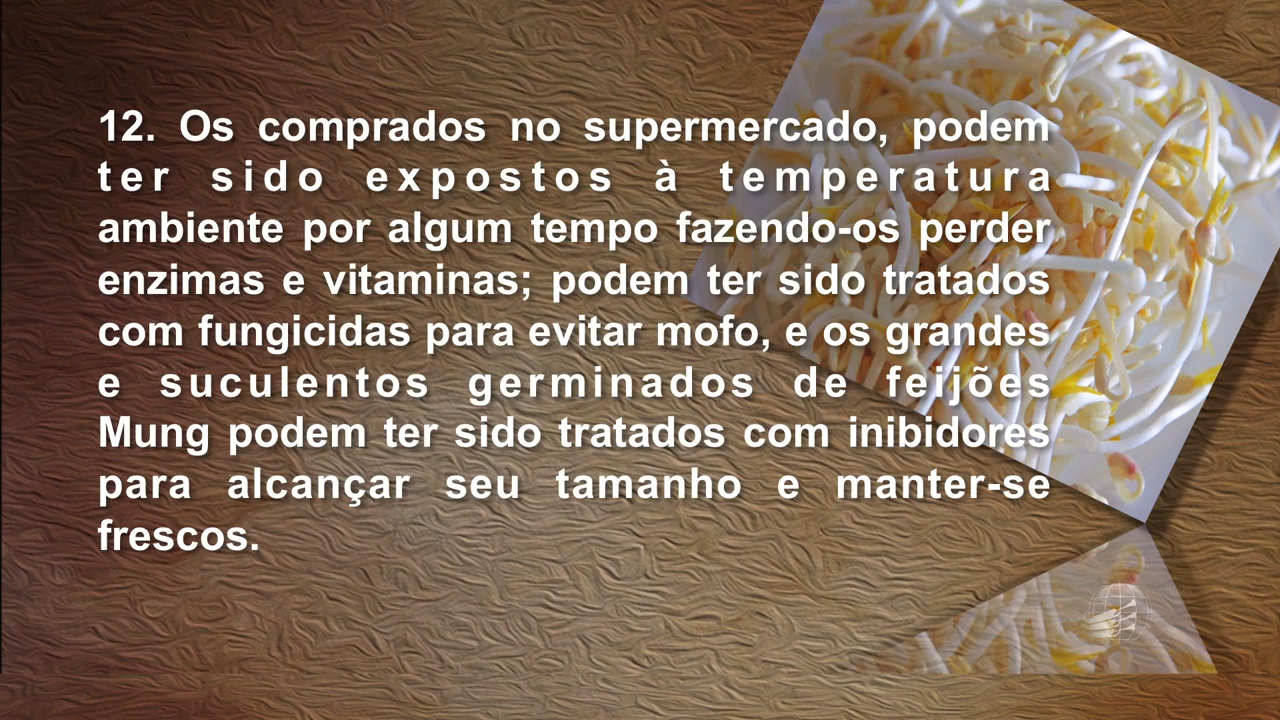 12. Os comprados no supermercado, podem
ter sido expostos à temperatura
ambiente por algum tempo fazendo-os perder
enzimas e vitaminas; podem ter sido tratados
com fungicidas para evitar mofo, e os grandes
e suculentos germinados de feijões
Mung podem ter sido tratados com inibidores
para alcançar seu tamanho e manter-se
frescos.